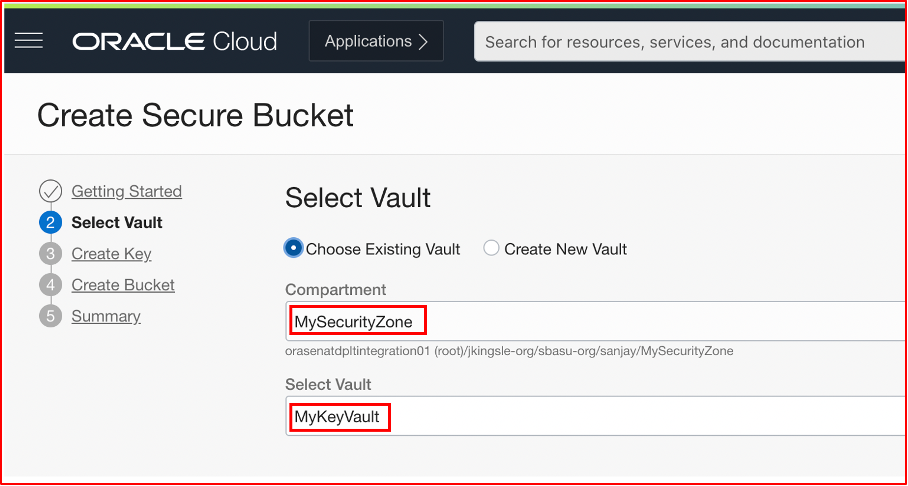 ORACLE Cloud
Applications
Search for resources, services, and documentation
Create Secure Bucket
Getting Started
2 Select Vault
3 Create Key
4 Create Bucket
5 Summary
Select Vault
Choose Existing Vault Create New Vault
Compartment
MySecurityZone
orasenatdpltintegration01 (root)/jkingsle-org/sbasu-org/sanjay/MySecurityZone
Select Vault
MyKeyVault